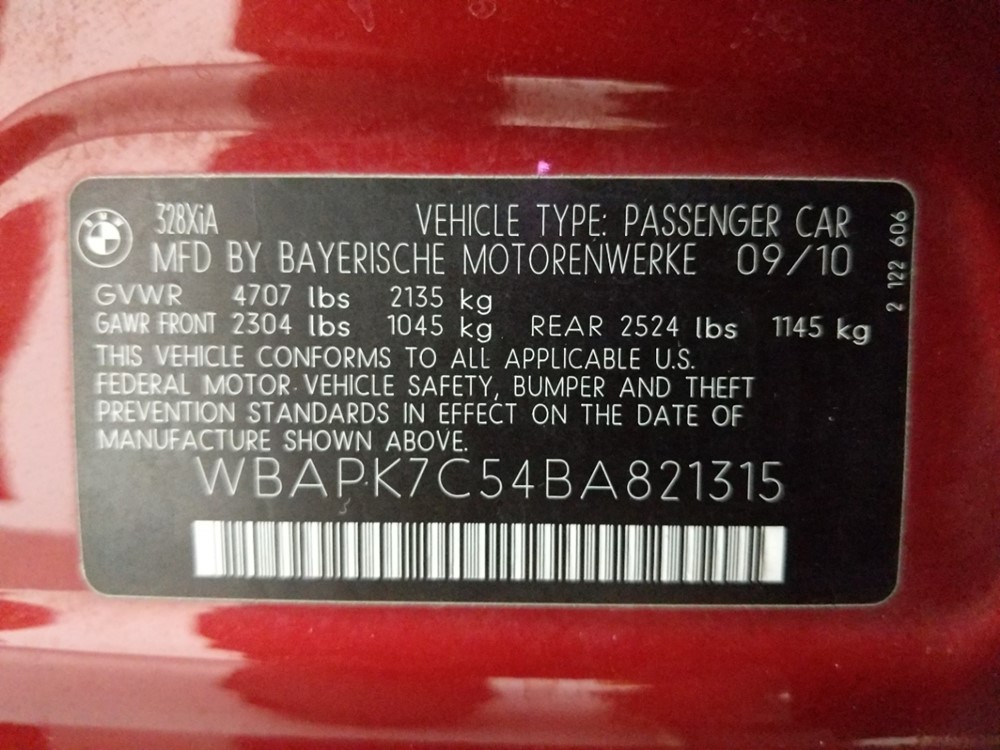 328XiA VEHICLE TYPE: PASSENGER CAR
MFD BY BAYERISCHE MOTORENWERKE 09/10
GVWR 4707 lbs 2135 kg
GAWR FRONT 2304 lbs 1045 kg REAR 2524 lbs 1145 kg
THIS VEHICLE CONFORMS TO ALL APPLICABLE U.S.
FEDERAL MOTOR VEHICLE SAFETY, BUMPER AND THEFT
PREVENTION STANDARDS IN EFFECT ON THE DATE OF
MANUFACTURE SHOWN ABOVE.
WBAPK7C54BA821315
2 122 606